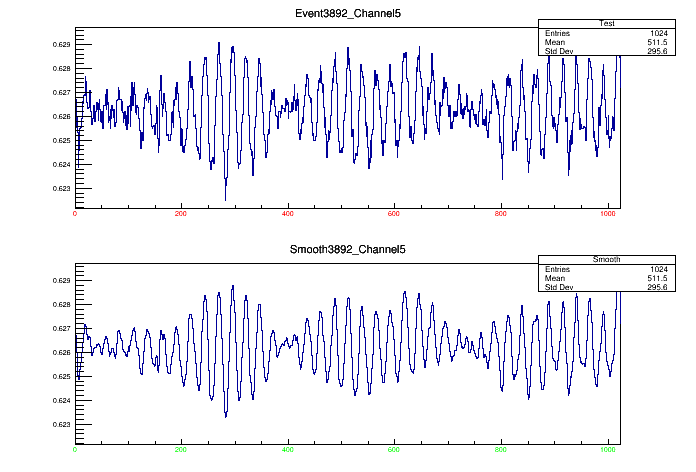 Event3892_Channel5
Test
Entries 1024
Mean 511.5
Std Dev 295.6
0.629
0.628
0.627
0.626
0.625
0.624
0.623
0 200 400 600 800 1000
Smooth3892_Channel5
Smooth
Entries 1024
Mean 511.5
Std Dev 295.6
0.629
0.628
0.627
0.626
0.625
0.624
0.623
0 200 400 600 800 1000